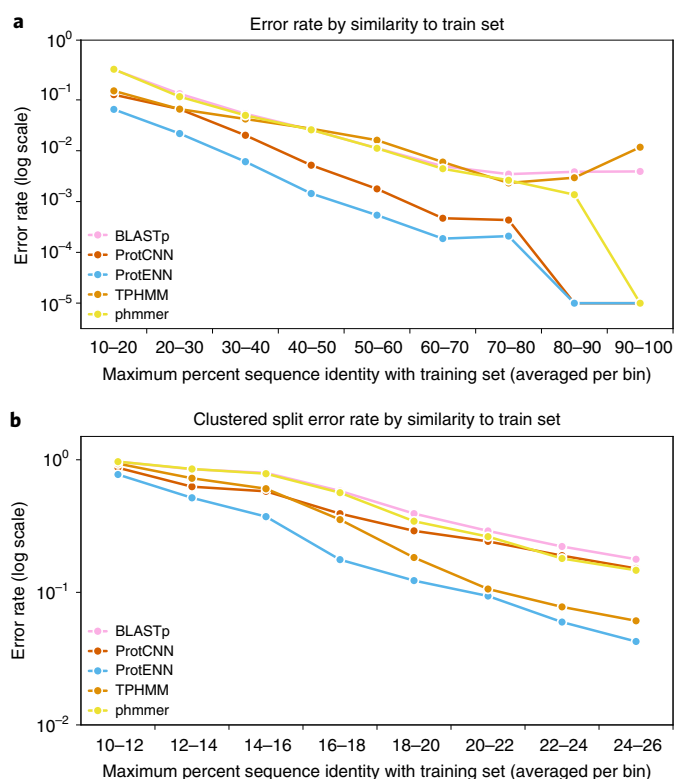 a
Error rate by similarity to train set
Error rate (log scale)
10⁰
10⁻¹
10⁻²
10⁻³
10⁻⁴
10⁻⁵
BLASTp
ProtCNN
ProtENN
TPHMM
phmmer
10–20 20–30 30–40 40–50 50–60 60–70 70–80 80–90 90–100
Maximum percent sequence identity with training set (averaged per bin)
b
Clustered split error rate by similarity to train set
Error rate (log scale)
10⁰
10⁻¹
10⁻²
BLASTp
ProtCNN
ProtENN
TPHMM
phmmer
10–12 12–14 14–16 16–18 18–20 20–22 22–24 24–26
Maximum percent sequence identity with training set (averaged per bin)